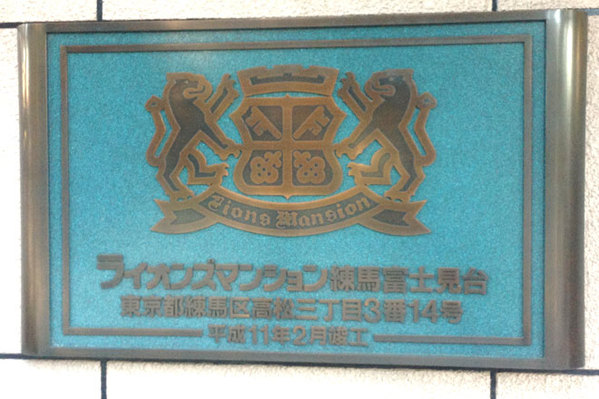 Lions Mansion
ライオンズマンション練馬富士見台
東京都練馬区高松三丁目3番14号
平成11年2月渡工